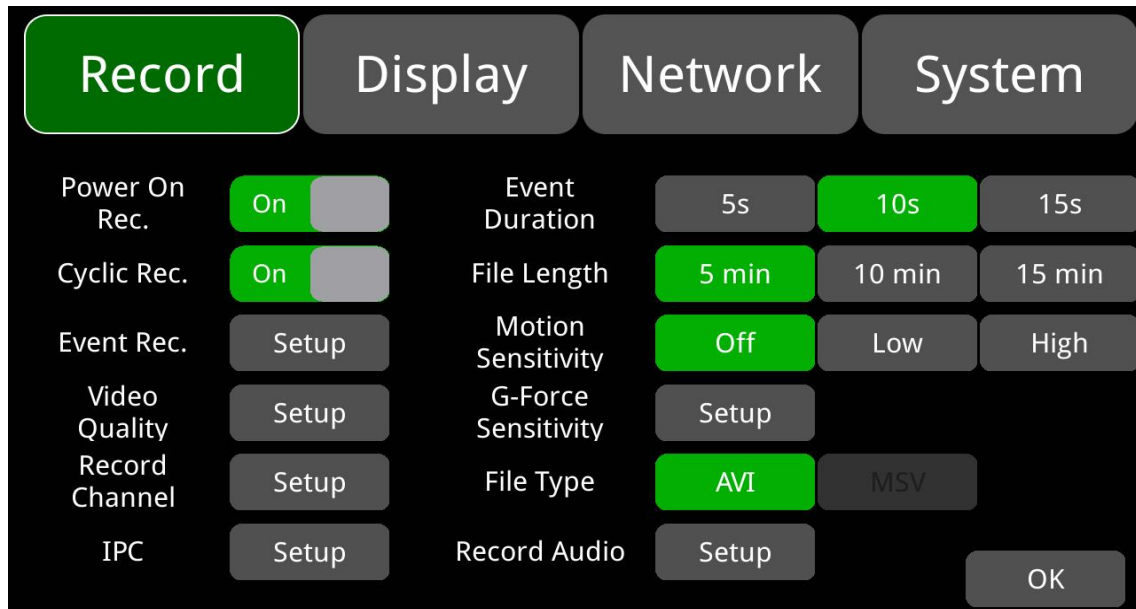 Record Display Network System
Power On
Rec.
On
Event
Duration
5s 10s 15s
Cyclic Rec. On File Length 5 min 10 min 15 min
Event Rec. Setup
Motion
Sensitivity
Off Low High
Video
Quality
Setup
G-Force
Sensitivity
Setup
Record
Channel
Setup
File Type AVI MSV
IPC Setup Record Audio Setup
OK